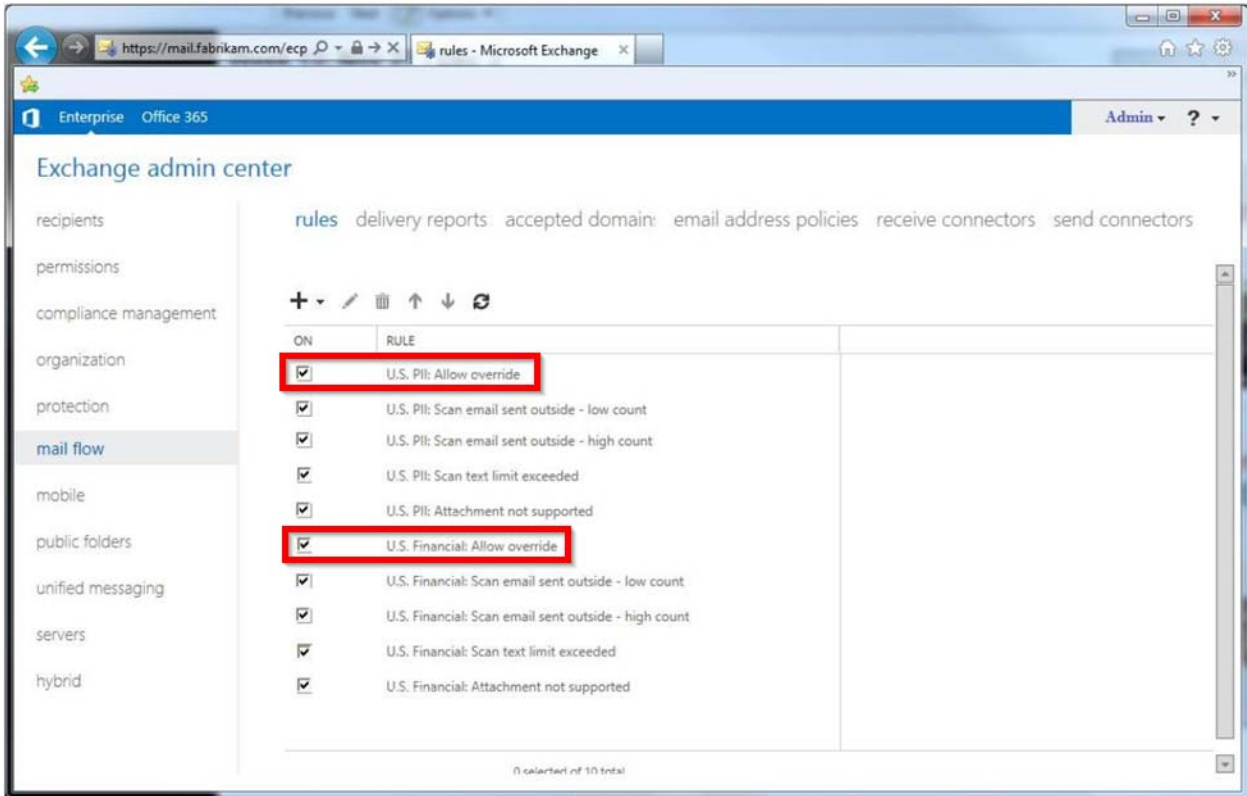 https://mail.fabrikam.com/ecp
rules - Microsoft Exchange
Enterprise Office 365
Admin ?
Exchange admin center
rules delivery reports accepted domain: email address policies receive connectors send connectors
recipients
permissions
compliance management
organization
protection
mail flow
mobile
public folders
unified messaging
servers
hybrid
ON RULE
U.S. PII: Allow override
U.S. PII: Scan email sent outside - low count
U.S. PII: Scan email sent outside - high count
U.S. PII: Scan text limit exceeded
U.S. PII: Attachment not supported
U.S. Financial: Allow override
U.S. Financial: Scan email sent outside - low count
U.S. Financial: Scan email sent outside - high count
U.S. Financial: Scan text limit exceeded
U.S. Financial: Attachment not supported
0 selected of 10 total